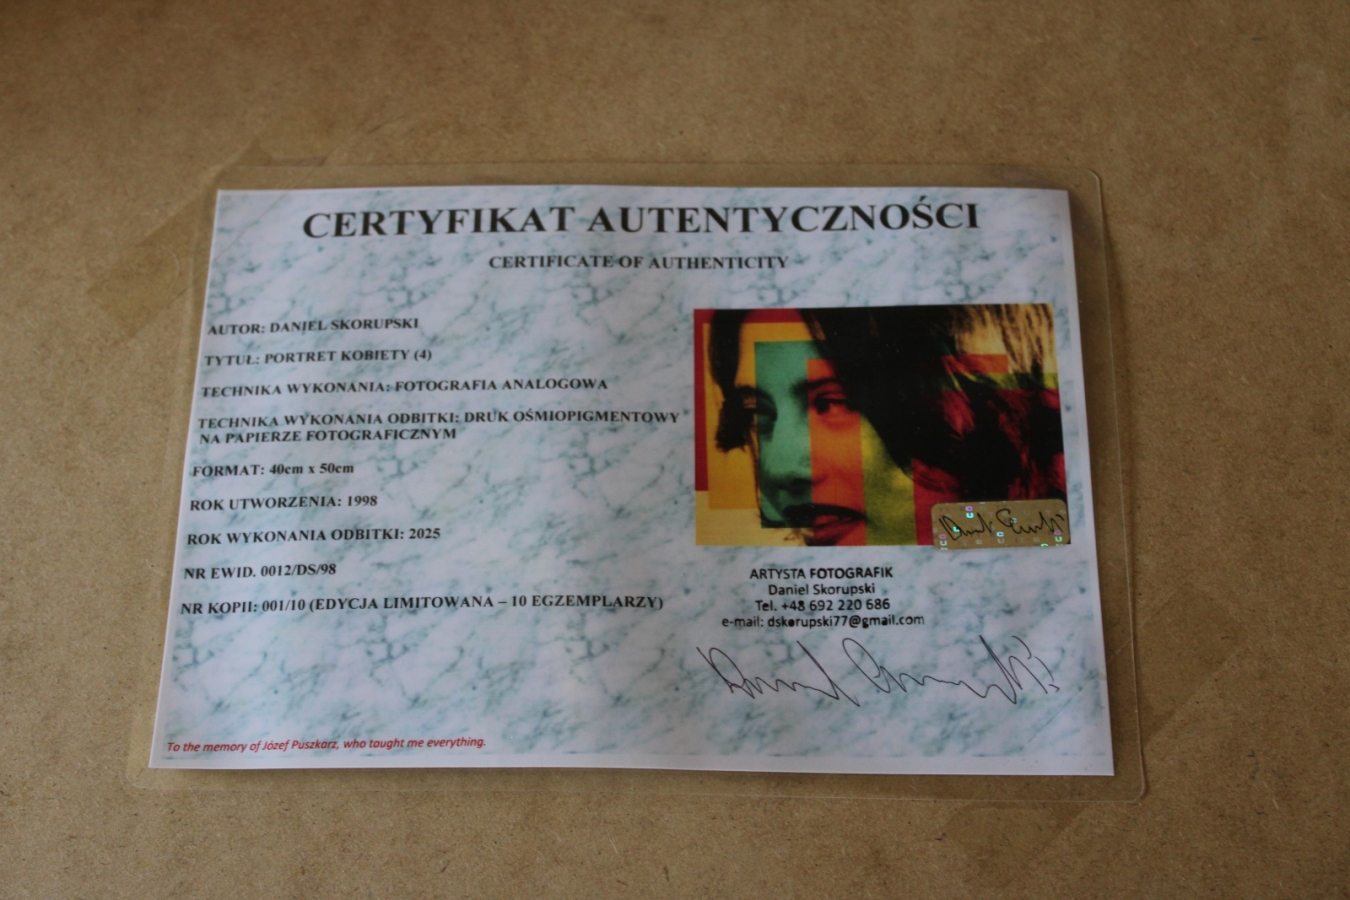 CERTYFIKAT AUTENTYCZNOŚCI
CERTIFICATE OF AUTHENTICITY
AUTOR: DANIEL SKORUPSKI
TYTUŁ: PORTRET KOBIETY (4)
TECHNIKA WYKONANIA: FOTOGRAFIA ANALOGOWA
TECHNIKA WYKONANIA ODBITKI: DRUK OŚMIOPIGMENTOWY
NA PAPIERZE FOTOGRAFICZNYM
FORMAT: 40cm x 50cm
ROK UTWORZENIA: 1998
ROK WYKONANIA ODBITKI: 2025
NR EWID. 0012/DS/98
NR KOPII: 001/10 (EDYCJA LIMITOWANA – 10 EGZEMPLARZY)
ARTYSTA FOTOGRAFIK
Daniel Skorupski
Tel. +48 692 220 686
e-mail: dskorupski77@gmail.com
To the memory of Józef Puszkarz, who taught me everything.